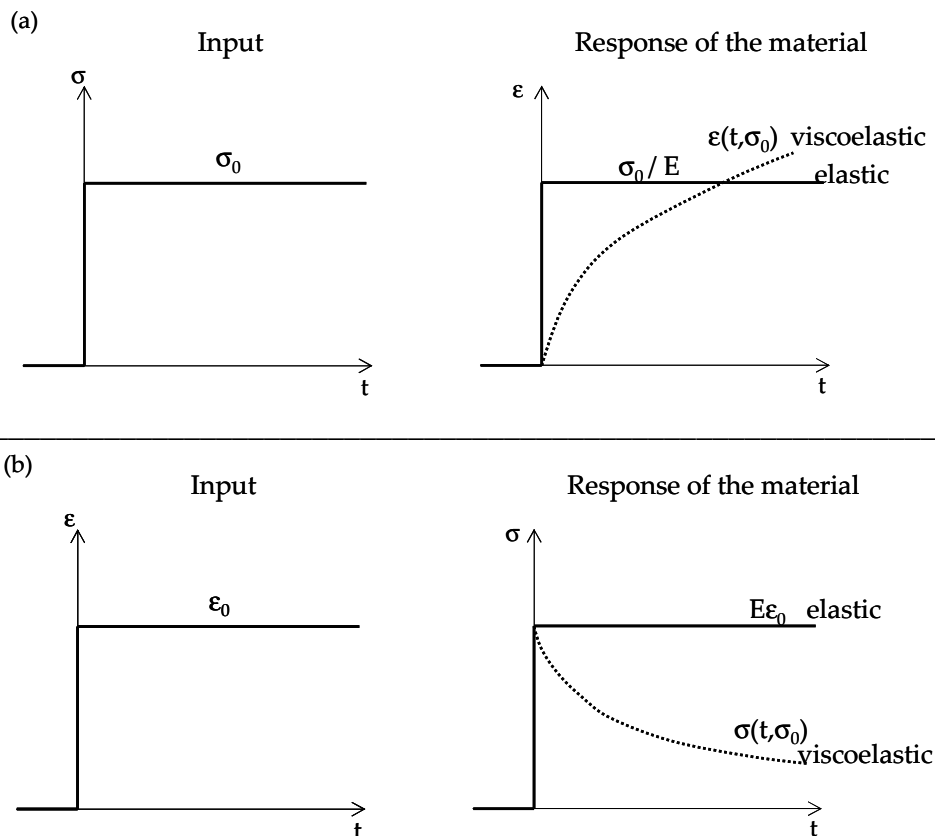 (a)
Input
Response of the material
σ
ε
σ0
σ0 / E
ε(t,σ0) viscoelastic
elastic
t
t
(b)
Input
Response of the material
ε
σ
ε0
Eε0 elastic
σ(t,σ0)
viscoelastic
t
t